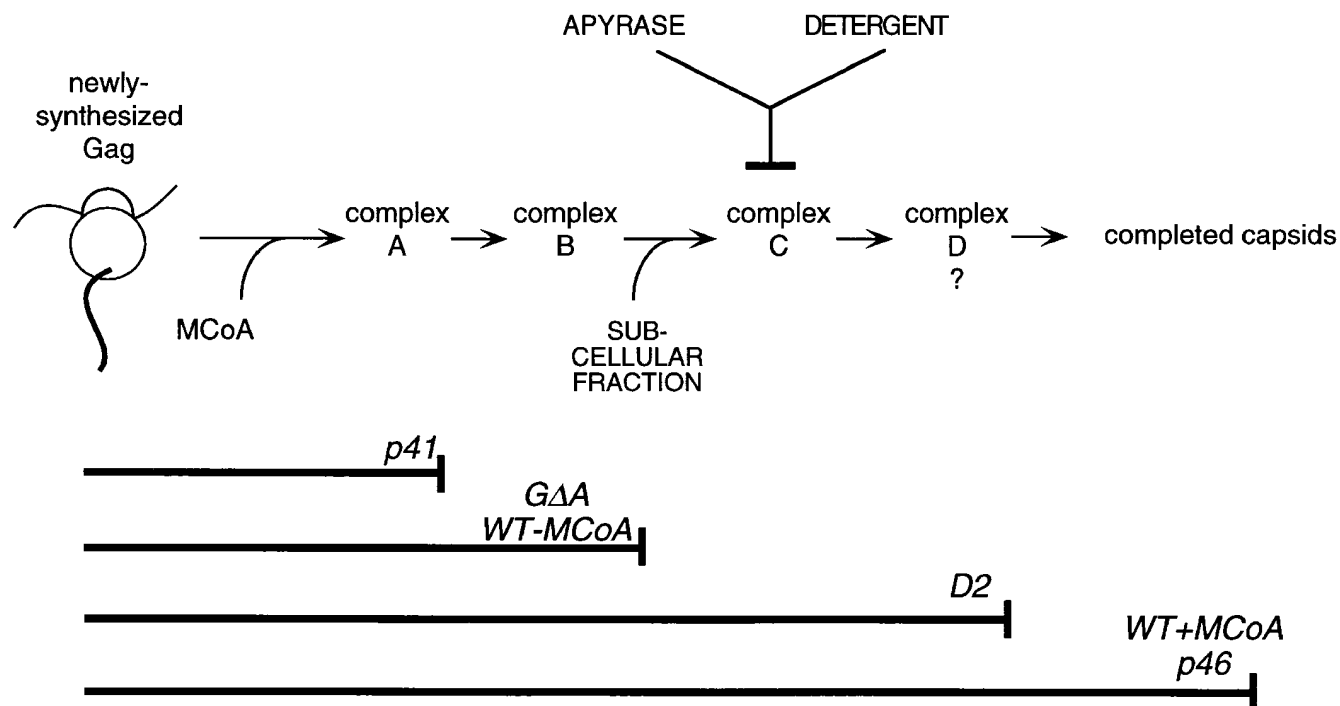 APYRASE DETERGENT
newly-
synthesized
Gag
complex complex complex complex
A B C D completed capsids
?
MCoA
SUB-
CELLULAR
FRACTION
p41
GΔA
WT-MCoA
D2
WT+MCoA
p46